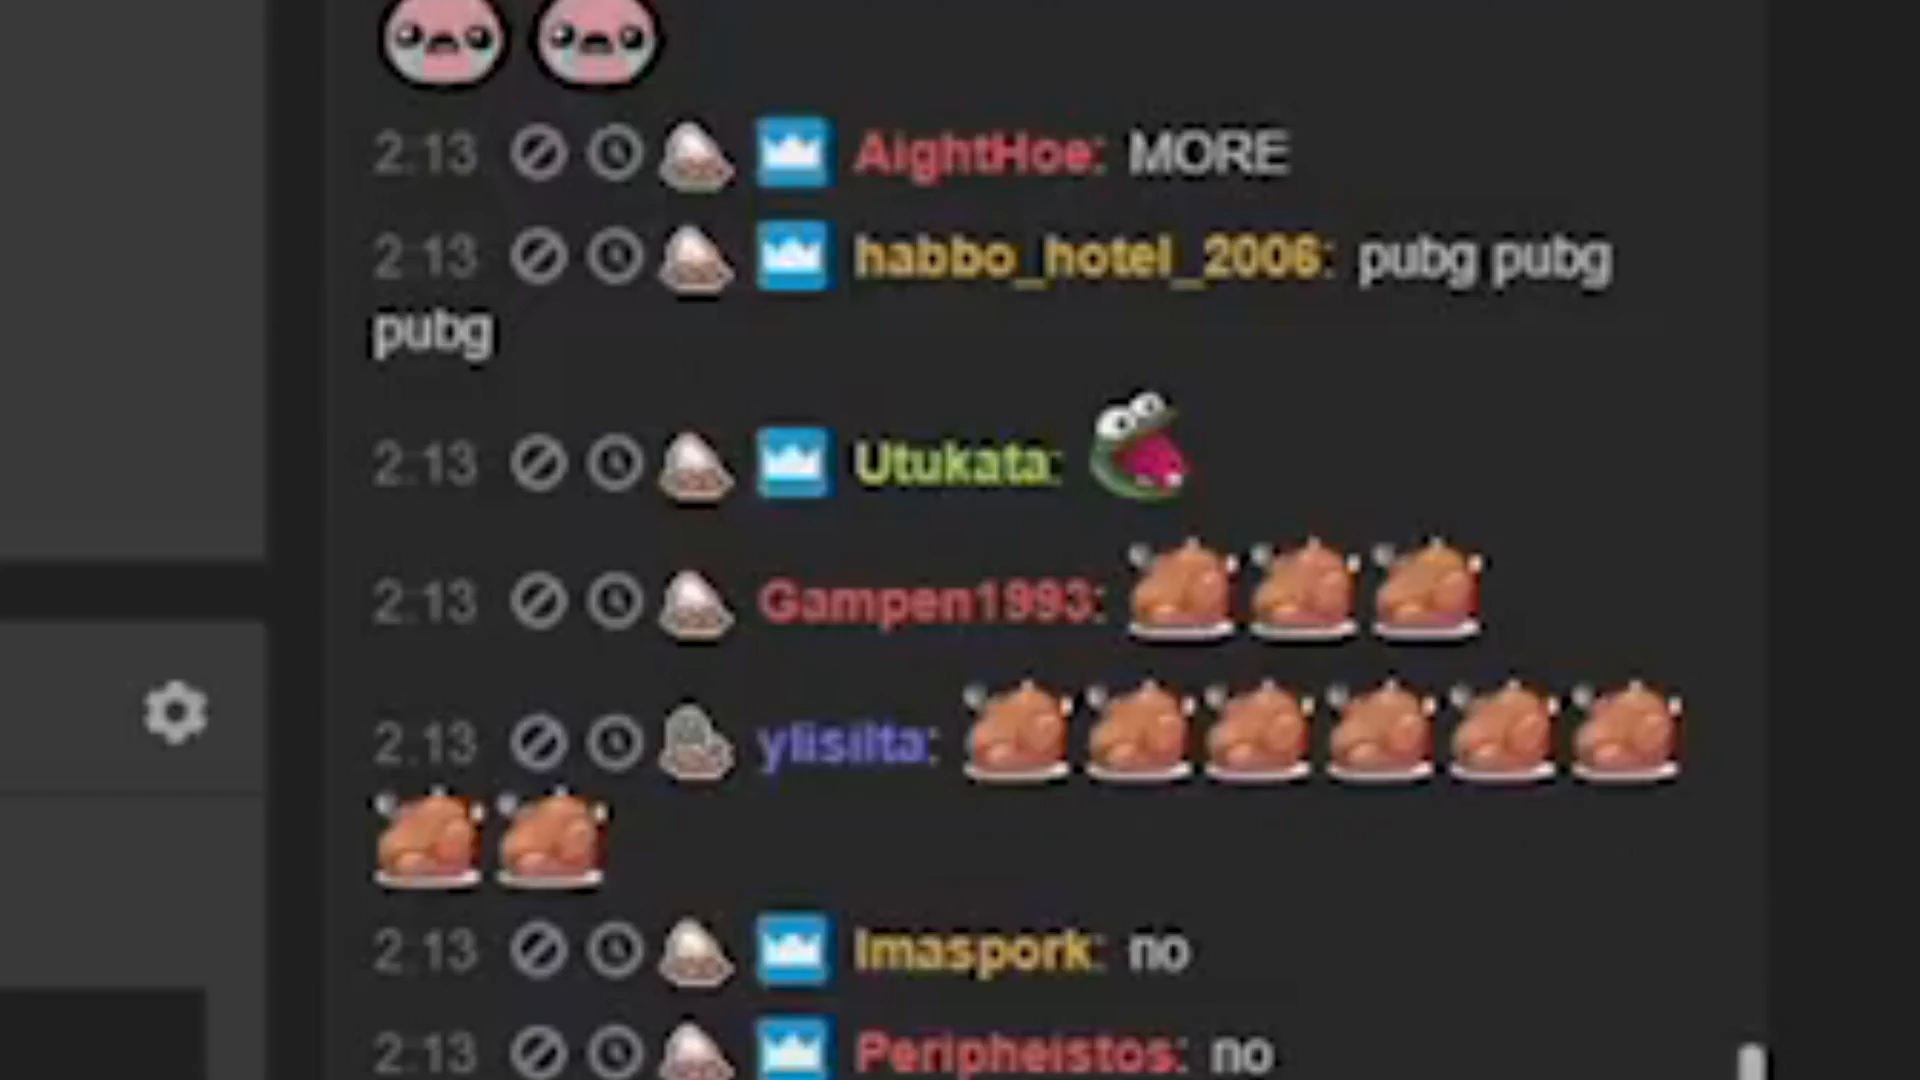 2:13 AightHoe: MORE
2:13 habbo_hotel_2006: pubg pubg
pubg
2:13 Utukata:
2:13 Gampen1993:
2:13 ylisilta:
2:13 Imaspork: no
2:13 Peripheistos: no